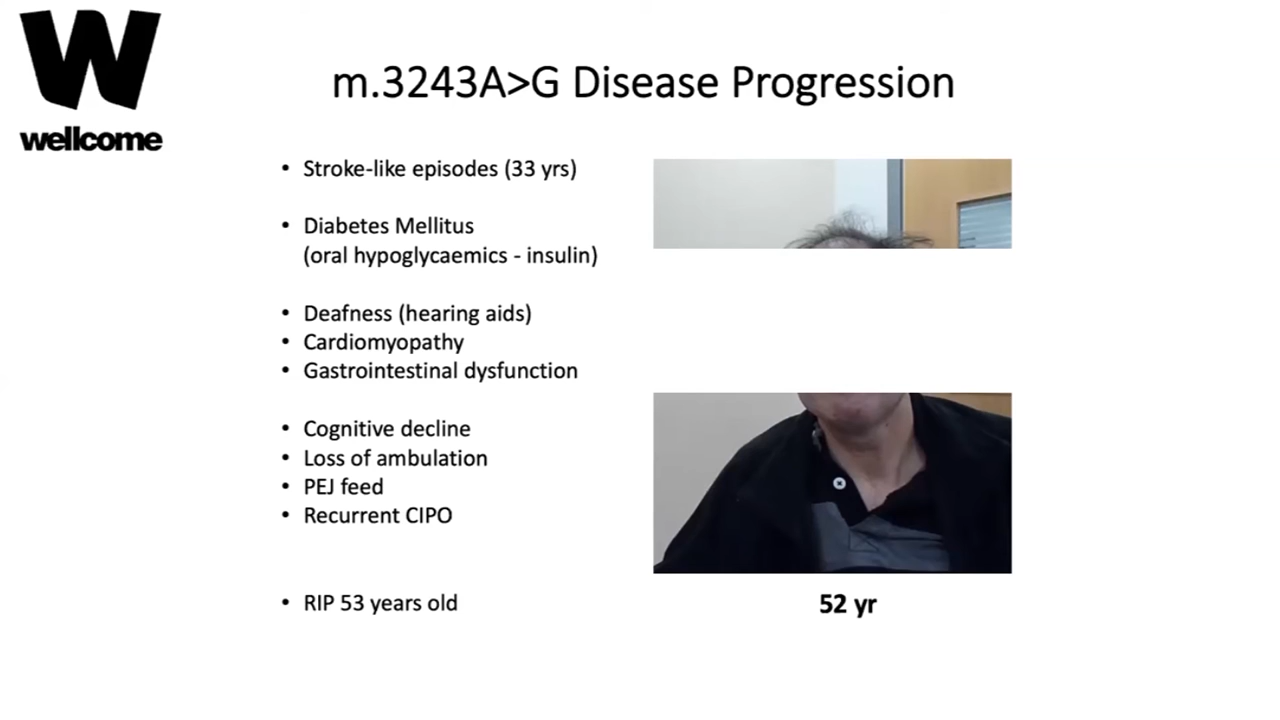 wellcome
m.3243A>G Disease Progression
• Stroke-like episodes (33 yrs)
• Diabetes Mellitus
(oral hypoglycaemics - insulin)
• Deafness (hearing aids)
• Cardiomyopathy
• Gastrointestinal dysfunction
• Cognitive decline
• Loss of ambulation
• PEJ feed
• Recurrent CIPO
• RIP 53 years old
52 yr